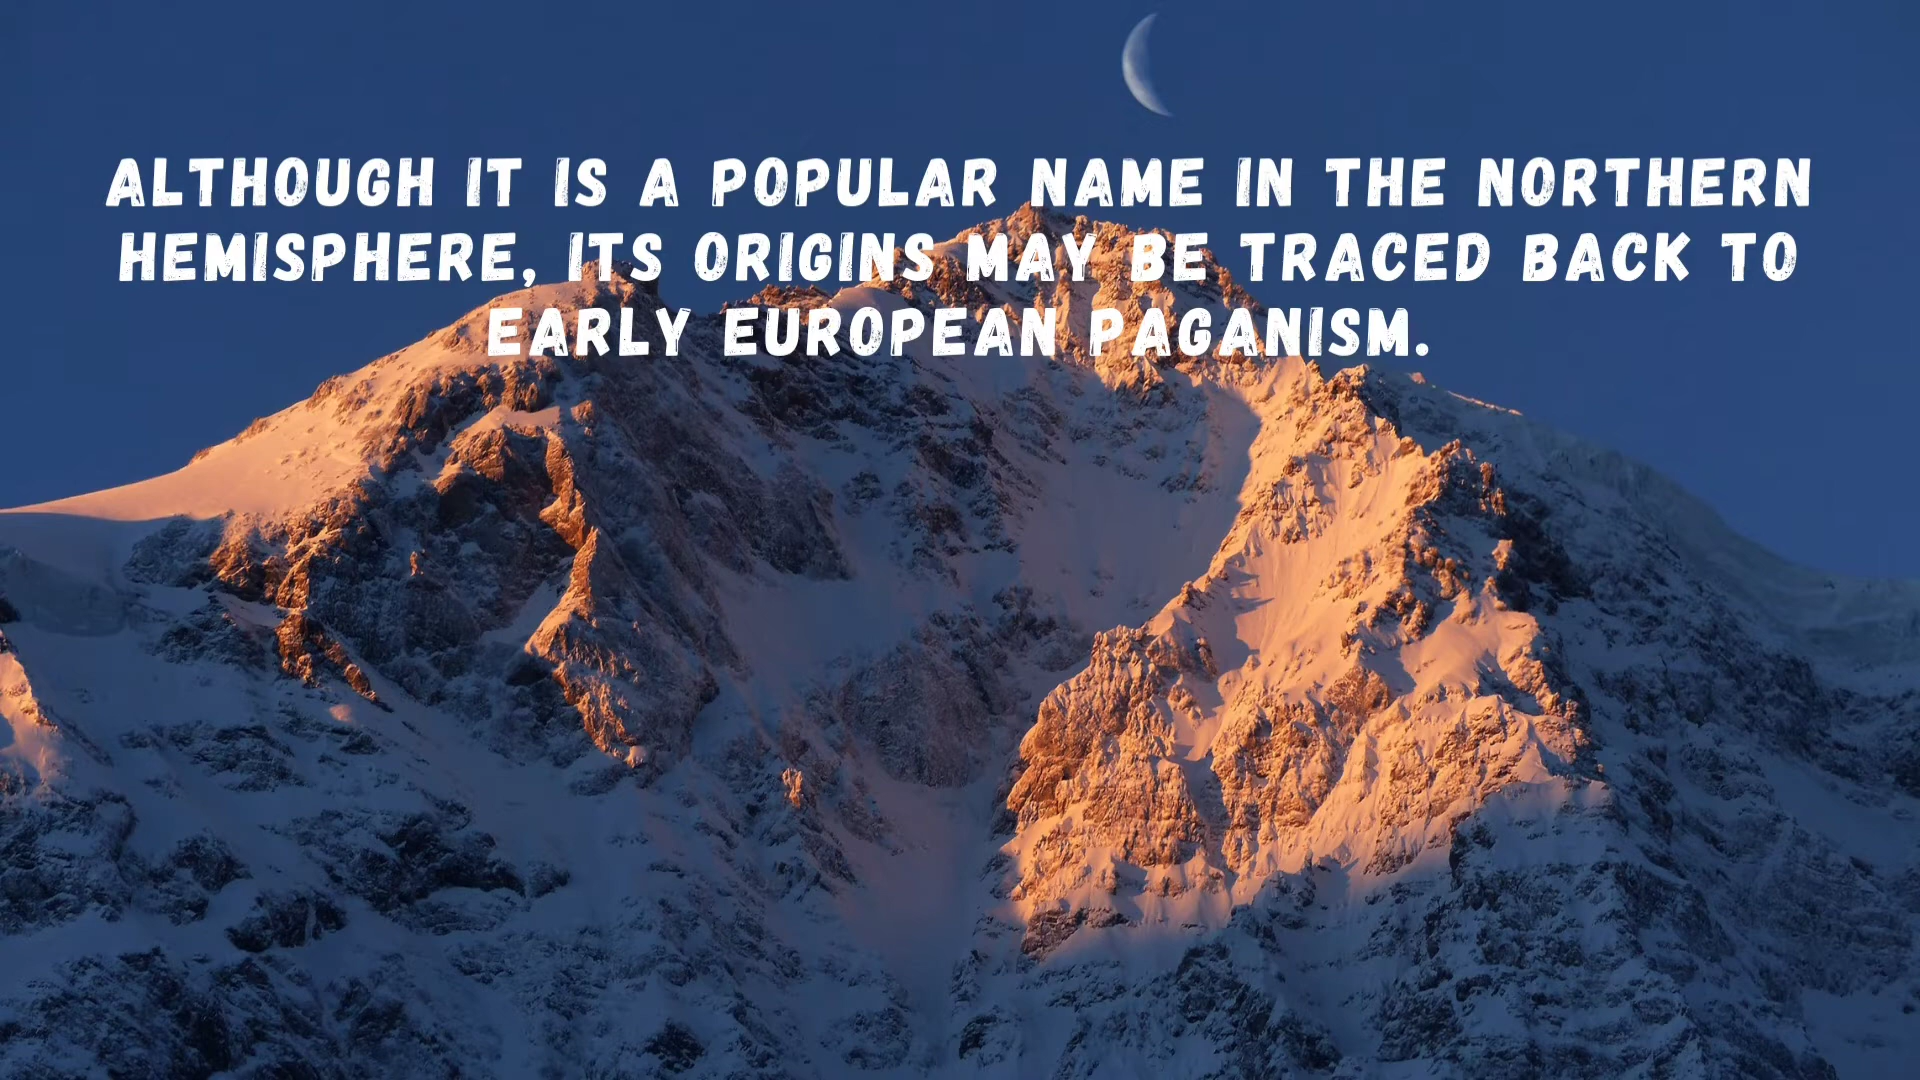 ALTHOUGH IT IS A POPULAR NAME IN THE NORTHERN
HEMISPHERE, ITS ORIGINS MAY BE TRACED BACK TO
EARLY EUROPEAN PAGANISM.